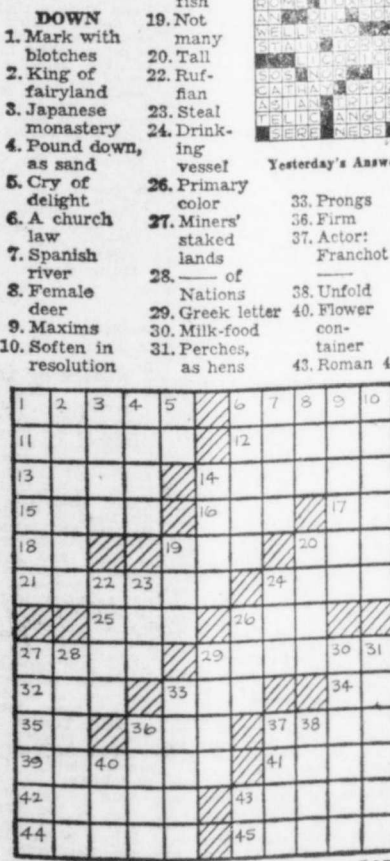 DOWN
1. Mark with
blotches
2. King of
fairyland
3. Japanese
monastery
4. Pound down,
as sand
5. Cry of
delight
6. A church
law
7. Spanish
river
8. Female
deer
9. Maxims
10. Soften in
resolution
fish
19. Not
many
20. Tall
22. Ruf-
fian
23. Steal
24. Drink-
ing
vessel
26. Primary
color
27. Miners'
staked
lands
28. —— of
Nations
29. Greek letter
30. Milk-food
31. Perches,
as hens
SERE NESS
Yesterday's Answ
33. Prongs
36. Firm
37. Actor:
Franchot
——
38. Unfold
40. Flower
con-
tainer
43. Roman 4
1 2 3 4 5 6 7 8 9 10
11 12
13 14
15 16 17
18 19 20
21 22 23 24
25 26
27 28 29 30 31
32 33 34
35 36 37 38
39 40 41
42 43
44 45